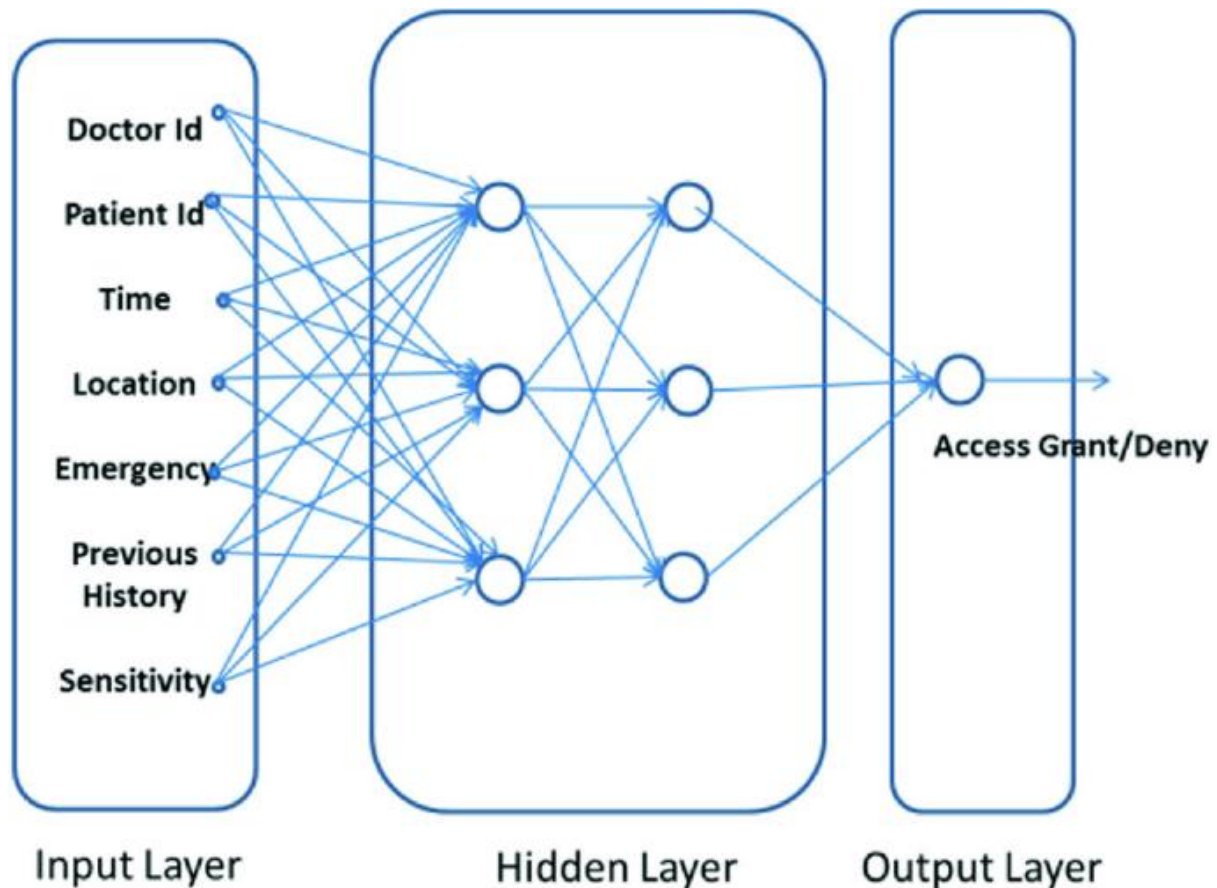 Doctor Id
Patient Id
Time
Location
Emergency
Previous
History
Sensitivity
Access Grant/Deny
Input Layer
Hidden Layer
Output Layer